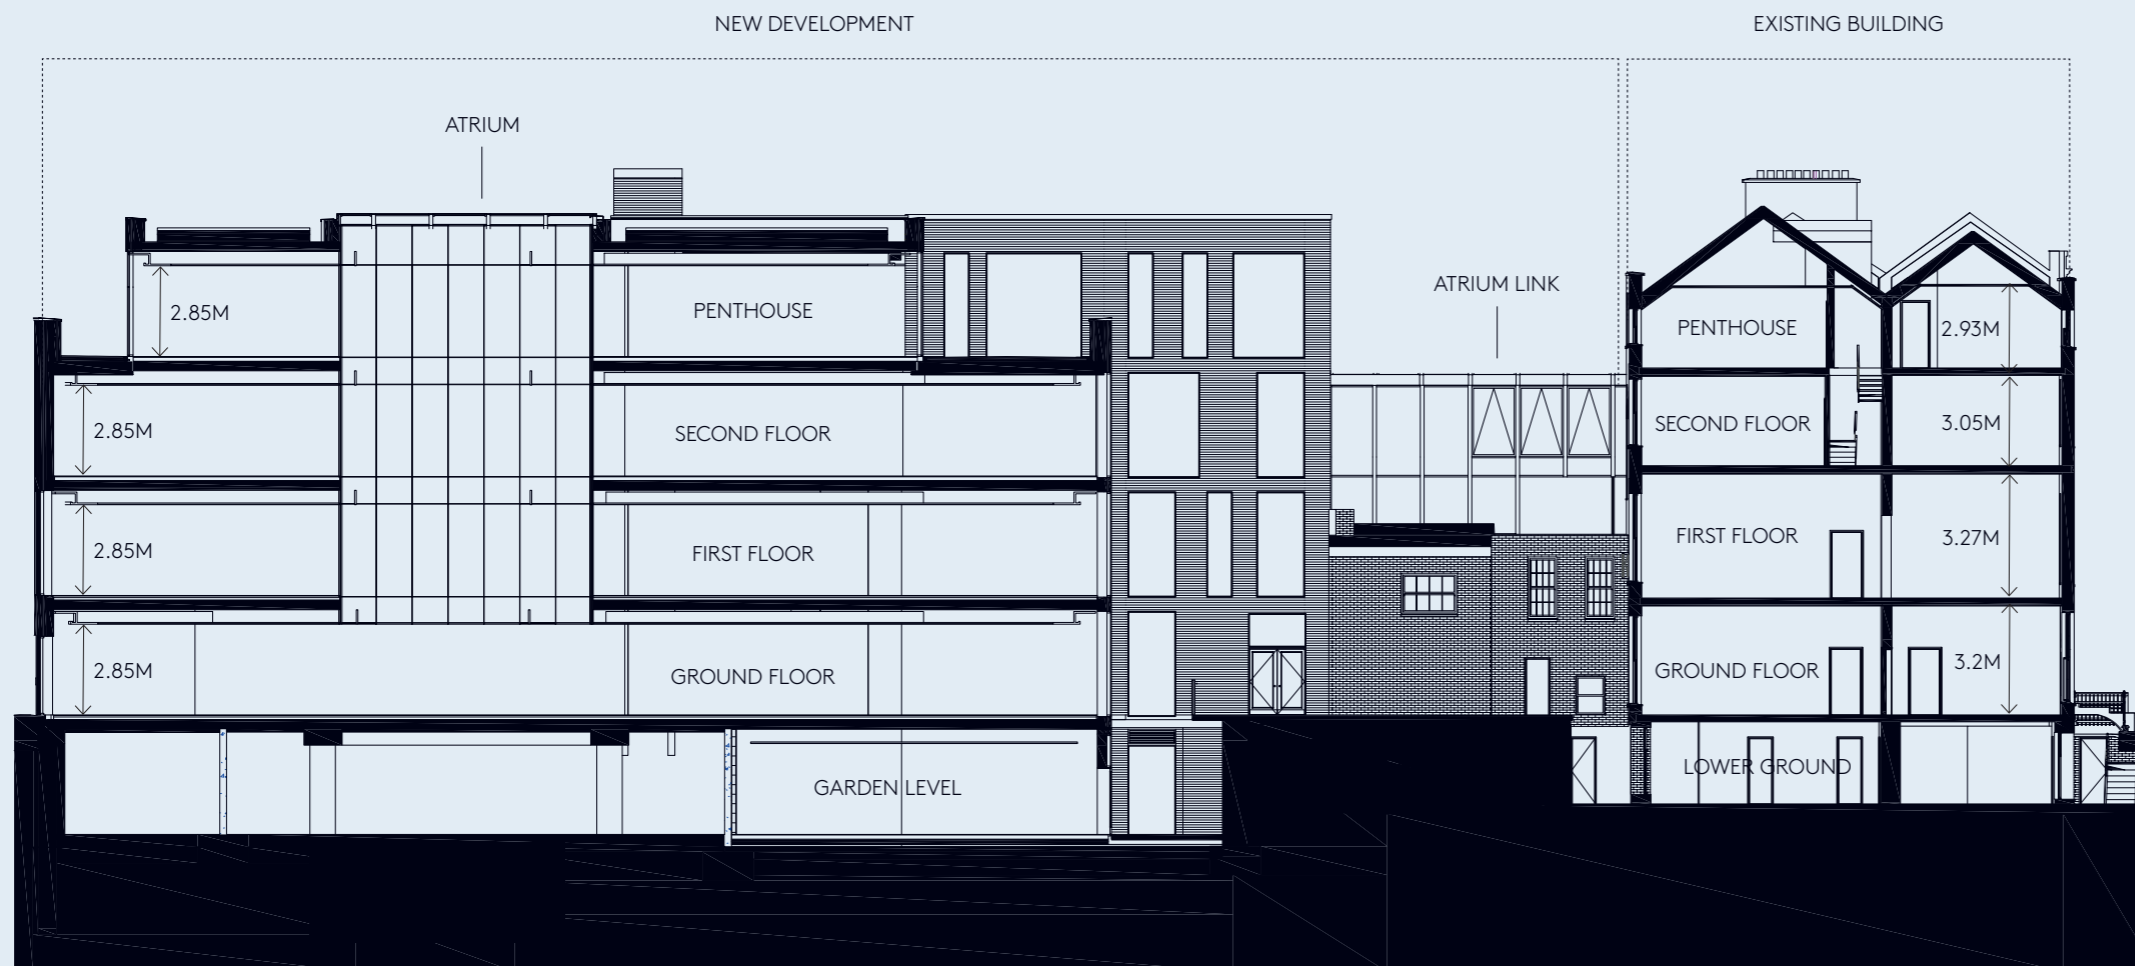 NEW DEVELOPMENT
EXISTING BUILDING
ATRIUM
ATRIUM LINK
2.85M
PENTHOUSE
PENTHOUSE
2.93M
2.85M
SECOND FLOOR
SECOND FLOOR
3.05M
2.85M
FIRST FLOOR
FIRST FLOOR
3.27M
2.85M
GROUND FLOOR
GROUND FLOOR
3.2M
GARDEN LEVEL
LOWER GROUND